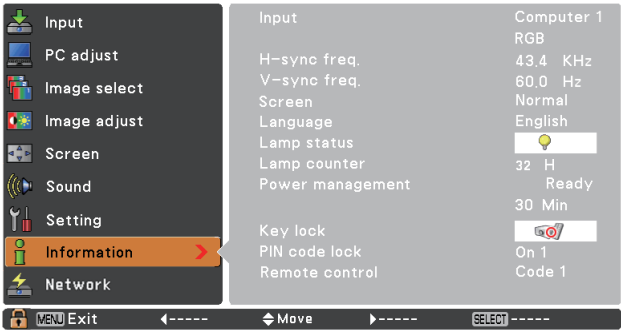 Input
PC adjust
Image select
Image adjust
Screen
Sound
Setting
Information
Network
Input Computer 1
RGB
H-sync freq. 43.4 KHz
V-sync freq. 60.0 Hz
Screen Normal
Language English
Lamp status
Lamp counter 32 H
Power management Ready
30 Min
Key lock
PIN code lock On 1
Remote control Code 1
MENU Exit ----- Move ----- SELECT -----